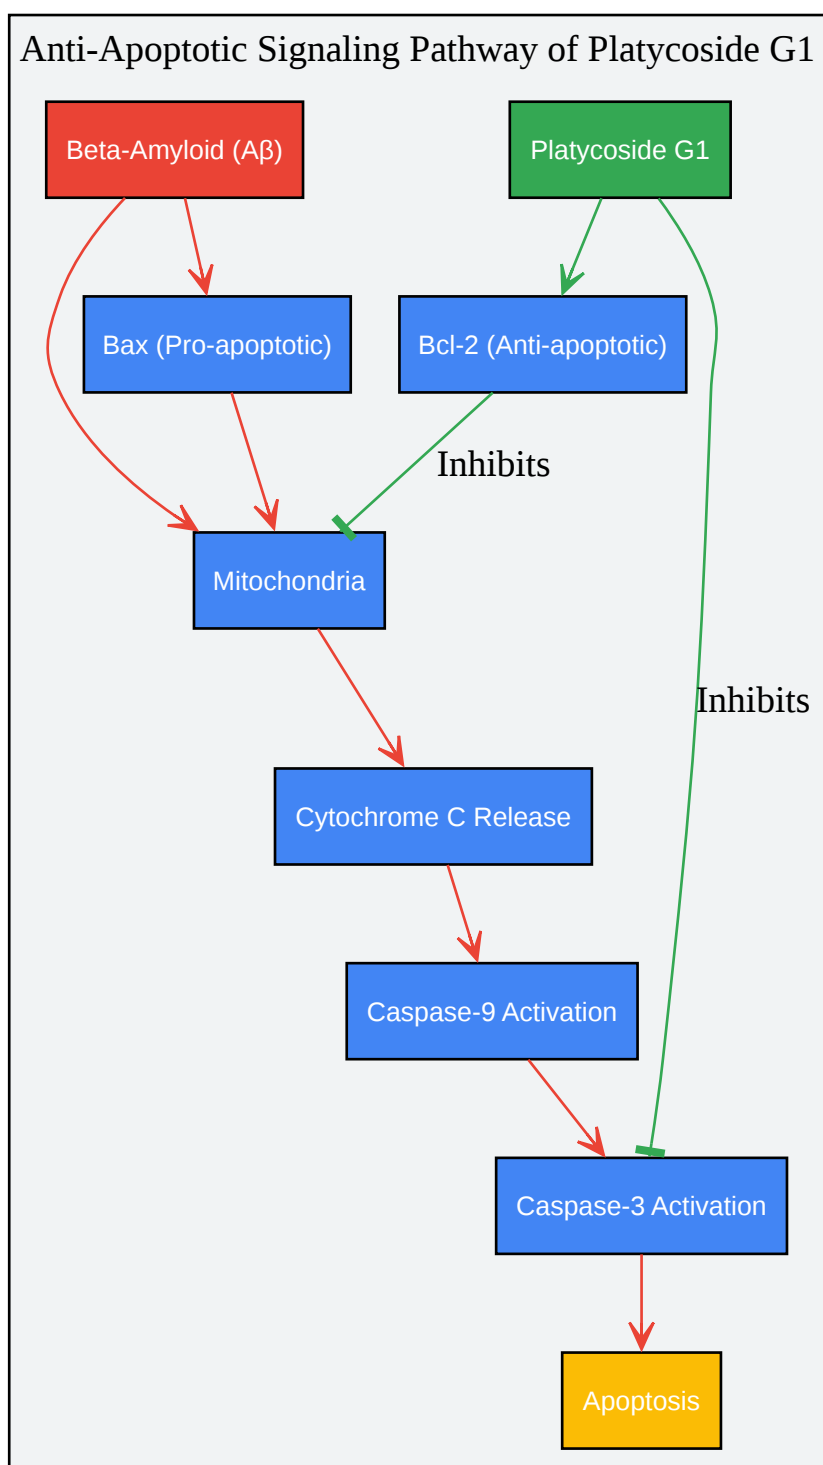 Anti-Apoptotic Signaling Pathway of Platycoside G1
Beta-Amyloid (Aβ)
Platycoside G1
Bax (Pro-apoptotic)
Bcl-2 (Anti-apoptotic)
Inhibits
Mitochondria
Inhibits
Cytochrome C Release
Caspase-9 Activation
Caspase-3 Activation
Apoptosis